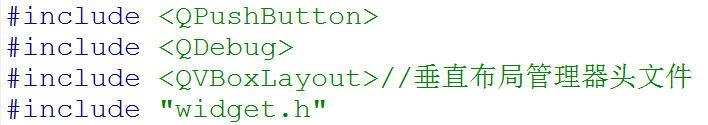 #include <QPushButton>
#include <QDebug>
#include <QVBoxLayout>//垂直布局管理器头文件
#include "widget.h"